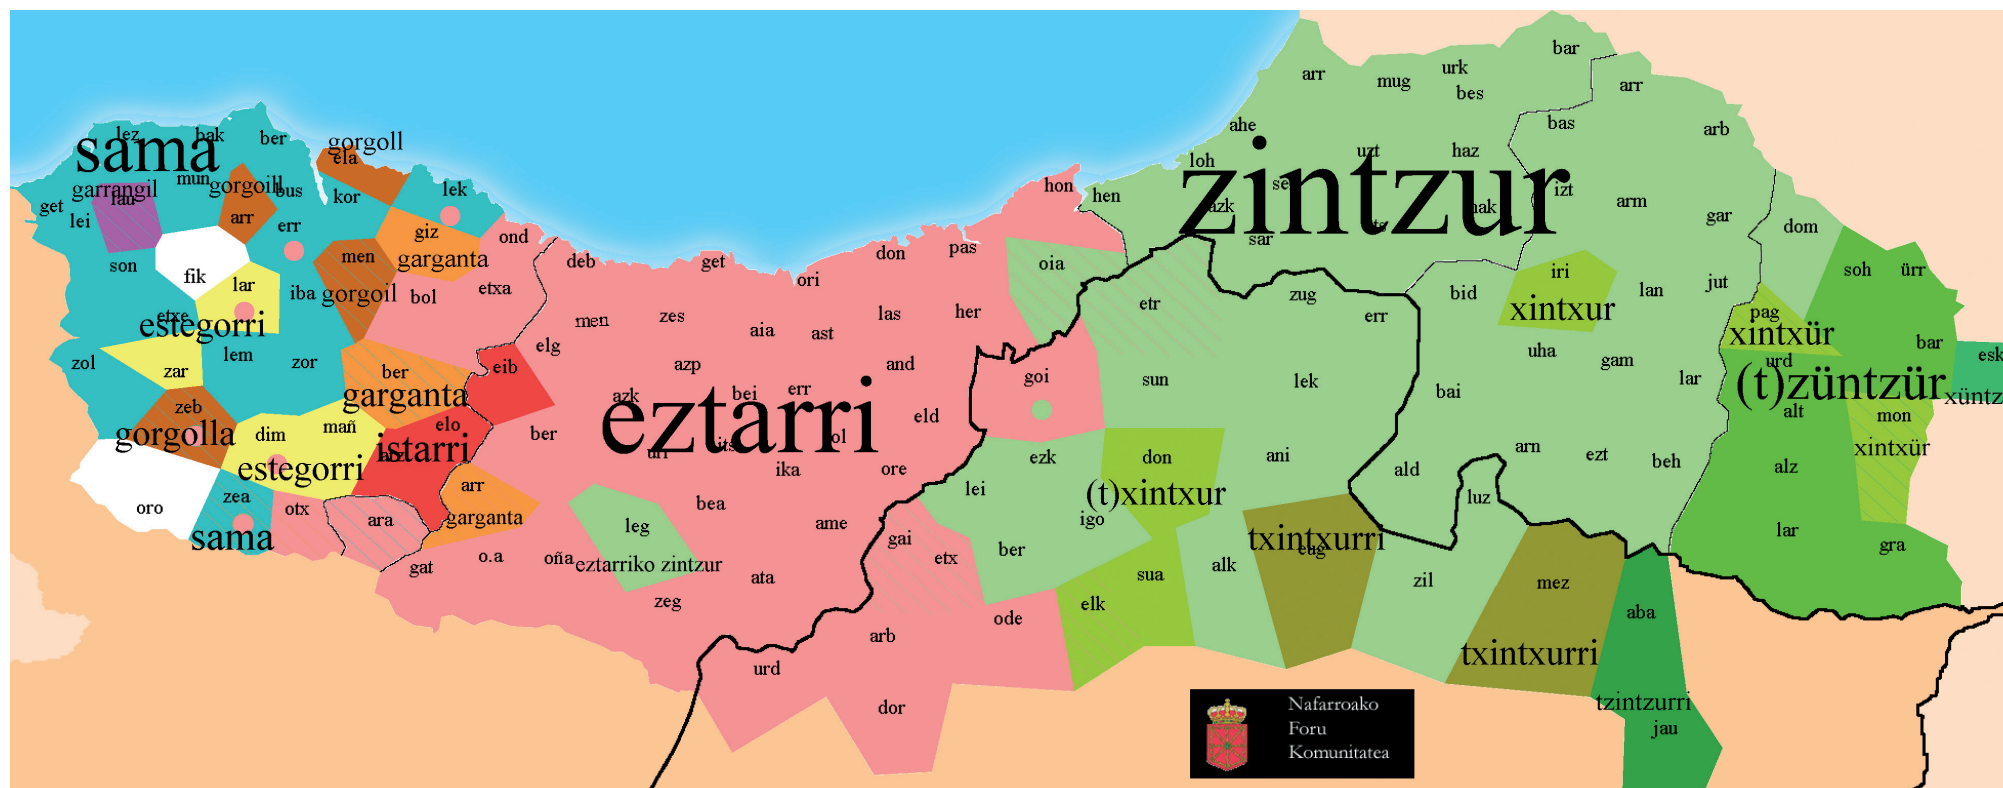 bar
arr
mug
urk
bes
arr
bas
arb
ahe
lez
bak
ber
gorgoll
ela
sama
loh
uzt
haz
zintzur
mun
gorgoill
bus
garrangil
lau
kor
lek
hon
hen
azk
izt
arm
gar
get
lei
arr
err
giz
ond
sar
dom
garganta
men
son
fik
lar
iba
gorgoil
bol
etxa
deb
get
ori
don
pas
oia
etr
zug
err
bid
iri
xintxur
lan
jut
soh
ürr
etxe
estegorri
men
zes
aia
ast
las
her
pag
xintxür
zol
zar
lem
zor
ber
garganta
elg
eib
azp
azk
bei
err
and
goi
sun
lek
uha
gam
bai
lar
urd
bar
esk
(t)züntzür
xüntz
eztarri
eld
alt
mon
xintxür
zeb
gorgolla
dim
mañ
elo
istarri
ber
uri
its
ika
ore
ezk
don
ani
ald
arn
ezt
beh
alz
estegorri
zea
otx
ara
arr
garganta
oro
sama
bea
lei
(t)xintxur
igo
luz
leg
ame
gai
etx
ber
txintxurri
lar
gra
gat
o.a
oña
eztarriko zintzur
ata
zeg
sua
alk
zil
mez
elk
ode
aba
arb
urd
txintxurri
dor
tzintzurri
jau
Nafarroako
Foru
Komunitatea